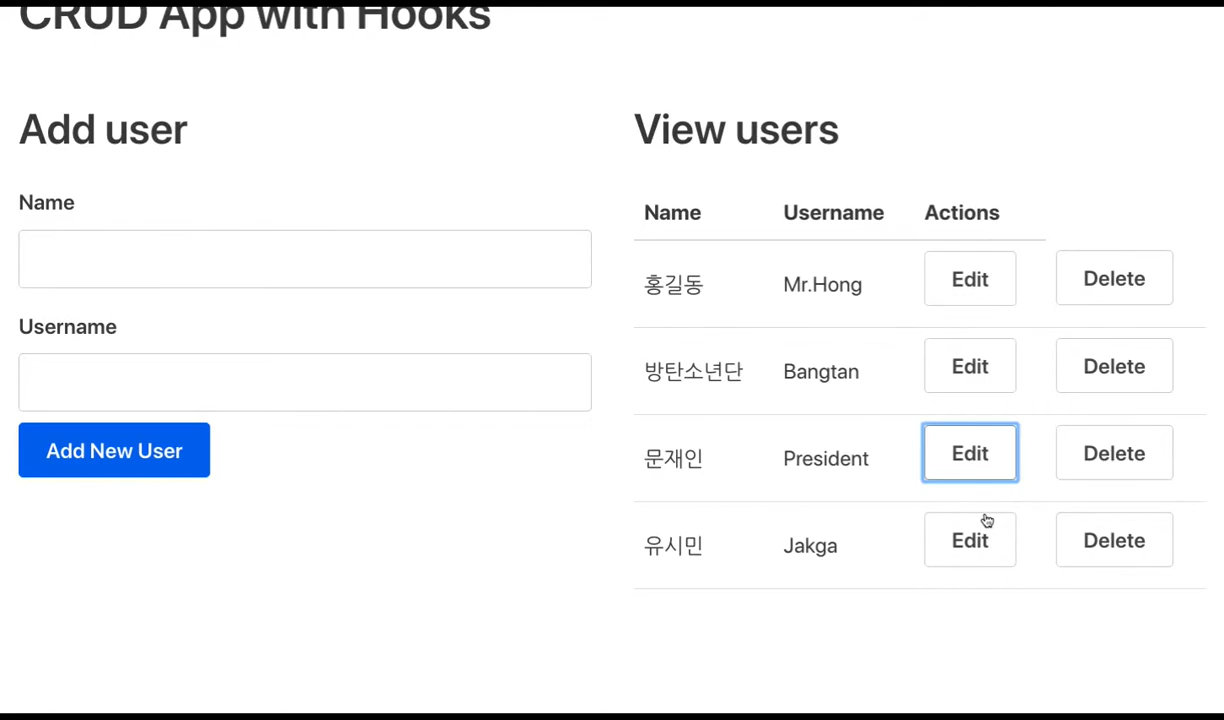 CRUD App with Hooks
Add user
Name
Username
Add New User
View users
Name Username Actions
홍길동 Mr.Hong Edit Delete
방탄소년단 Bangtan Edit Delete
문재인 President Edit Delete
유시민 Jakga Edit Delete